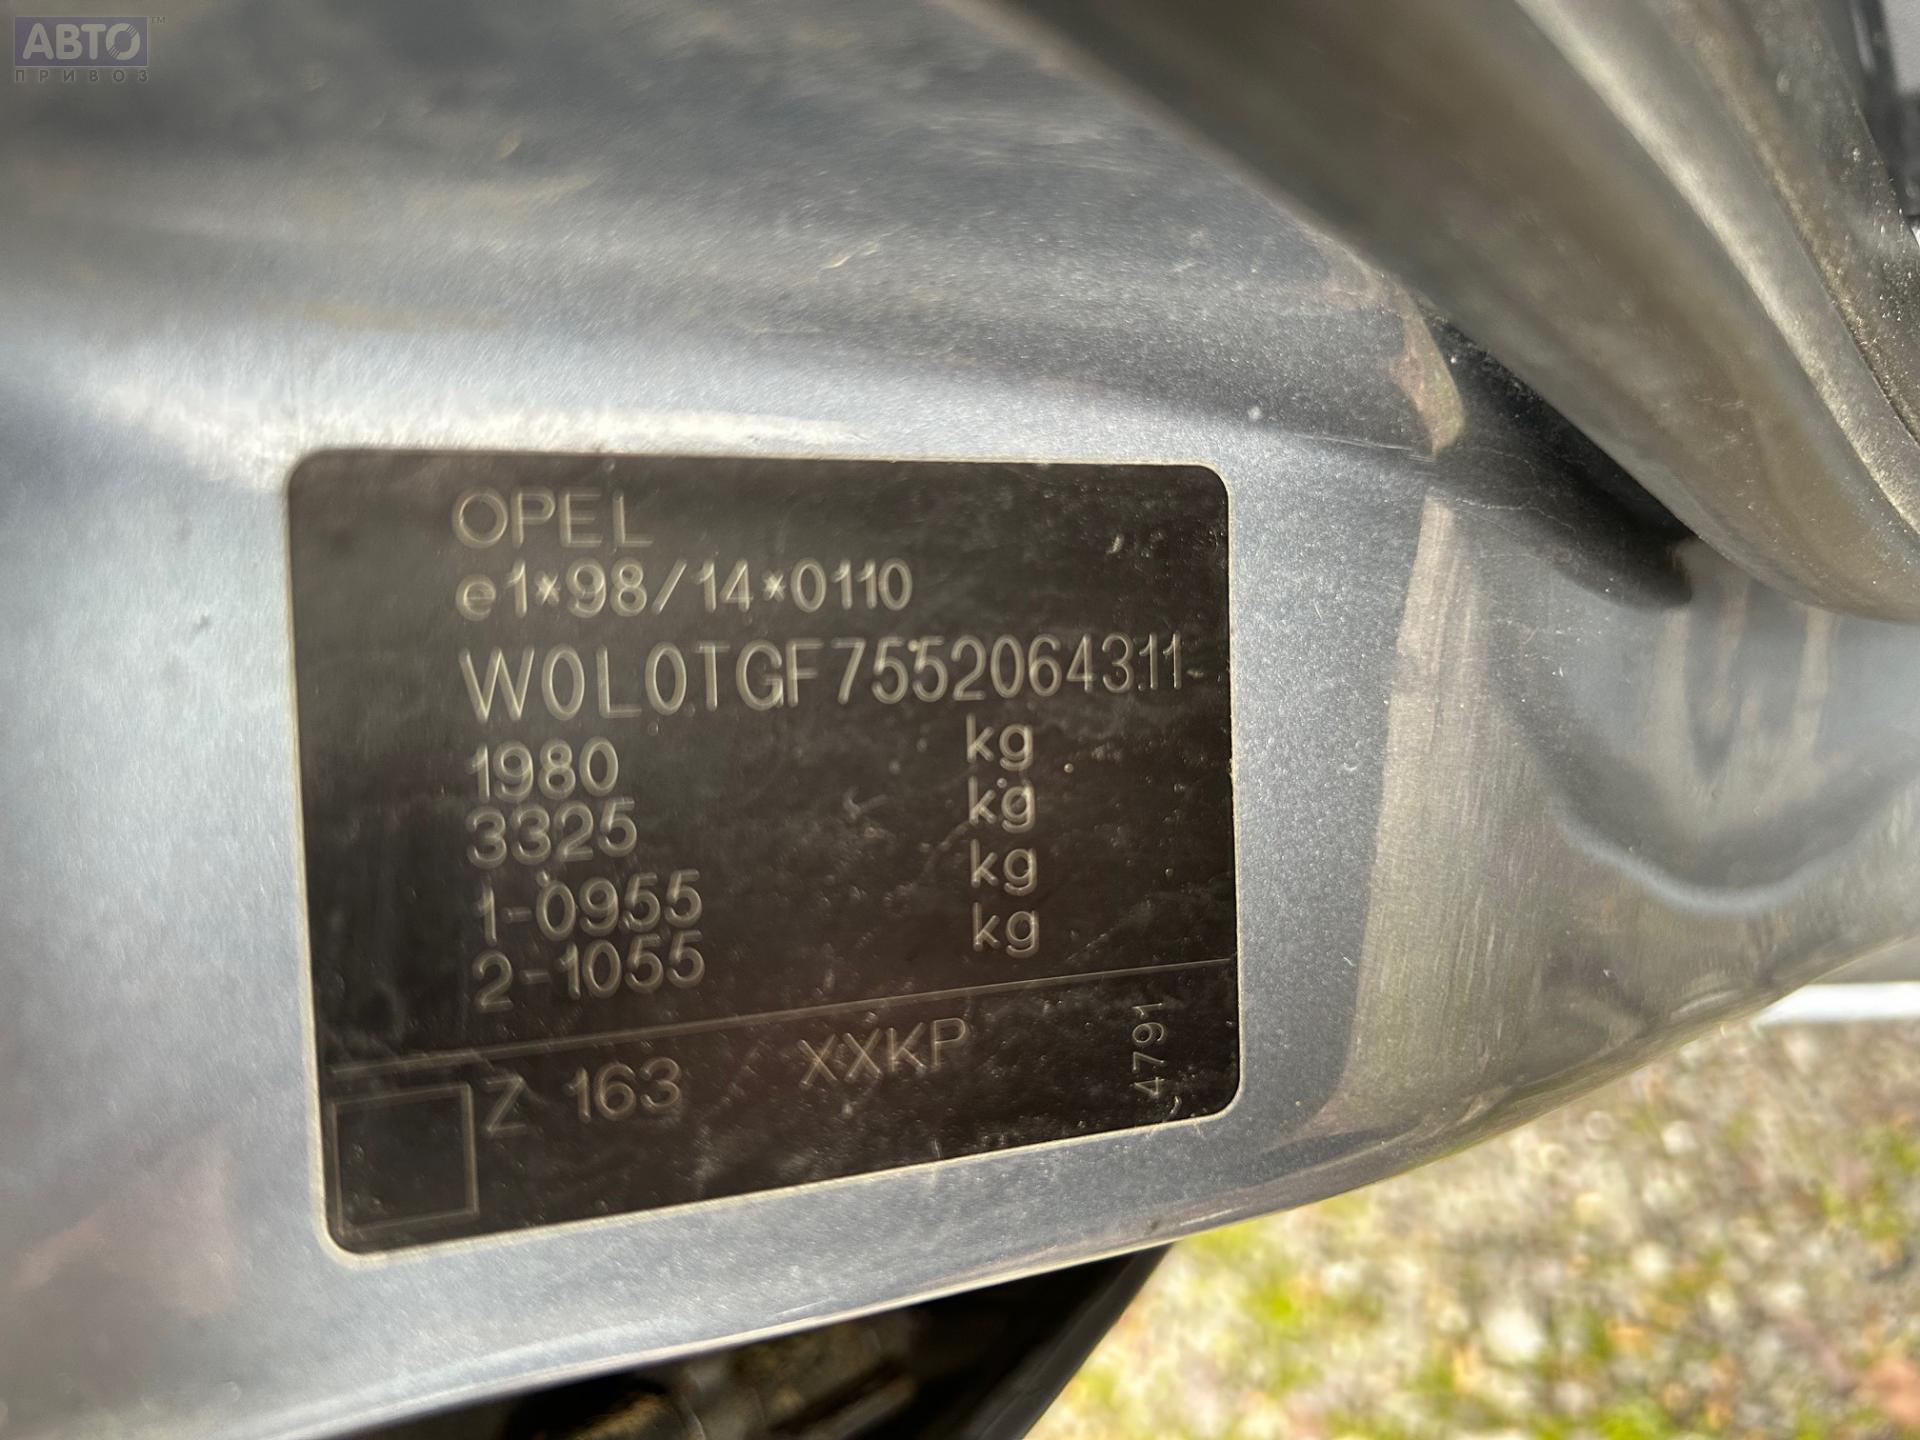 АВТО™
ПРИВОЗ
OPEL
e1*98/14*0110
W0L0TGF7552064311
1980 kg
3325 kg
1-0955 kg
2-1055 kg
Z 163 XXKP 4791